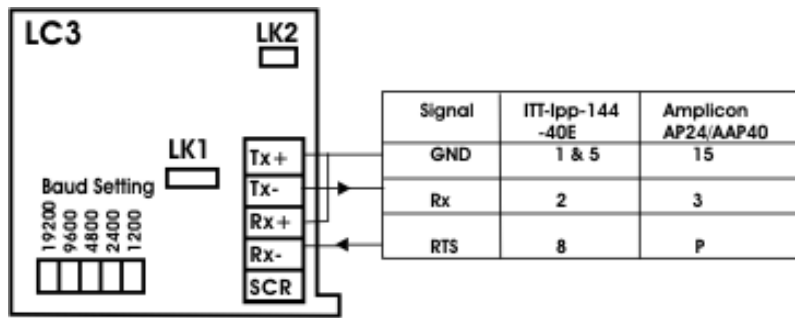 LC3
LK2
LK1
Baud Setting
19200
9600
4800
2400
1200
Tx+
Tx-
Rx+
Rx-
SCR
Signal ITT-Ipp-144 -40E Amplicon AP24/AAP40
GND 1 & 5 15
Rx 2 3
RTS 8 P